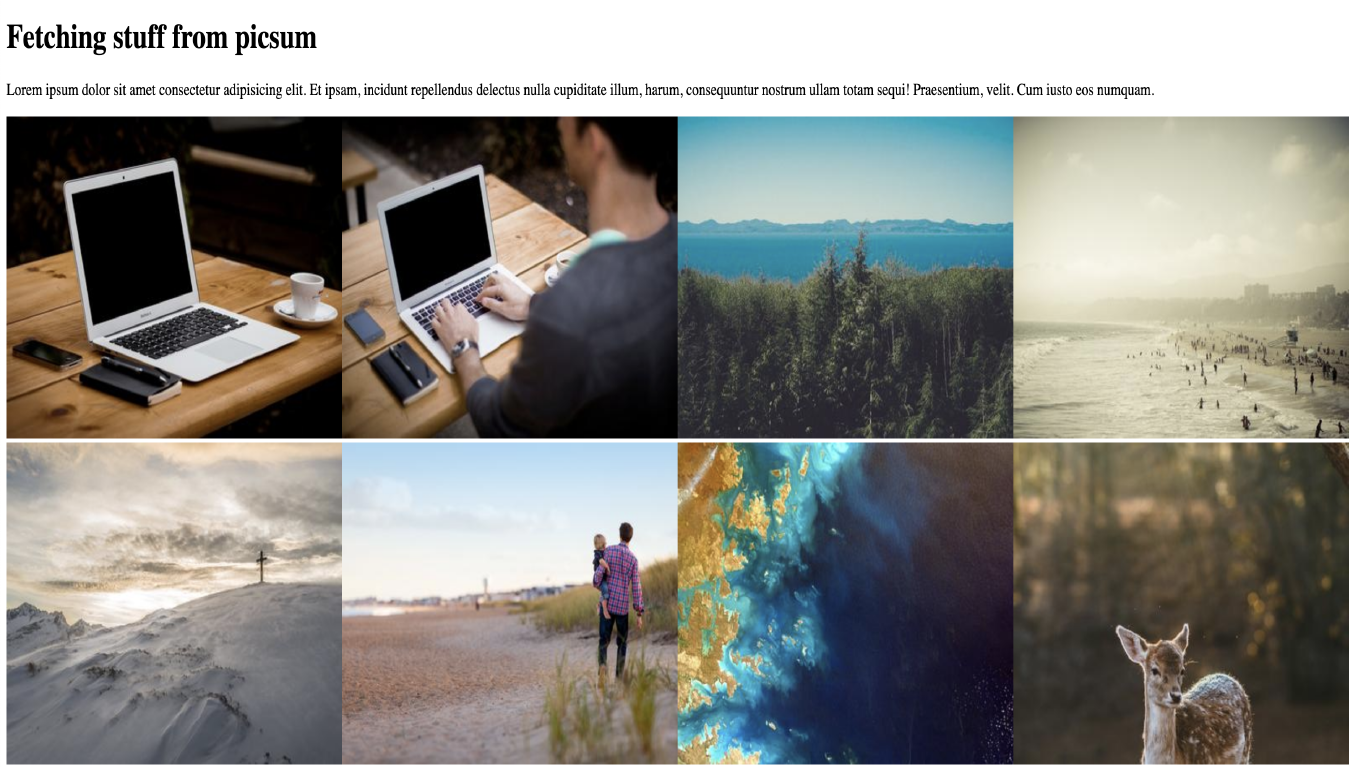 Fetching stuff from picsum
Lorem ipsum dolor sit amet consectetur adipisicing elit. Et ipsam, incidunt repellendus delectus nulla cupiditate illum, harum, consequuntur nostrum ullam totam sequi! Praesentium, velit. Cum iusto eos numquam.